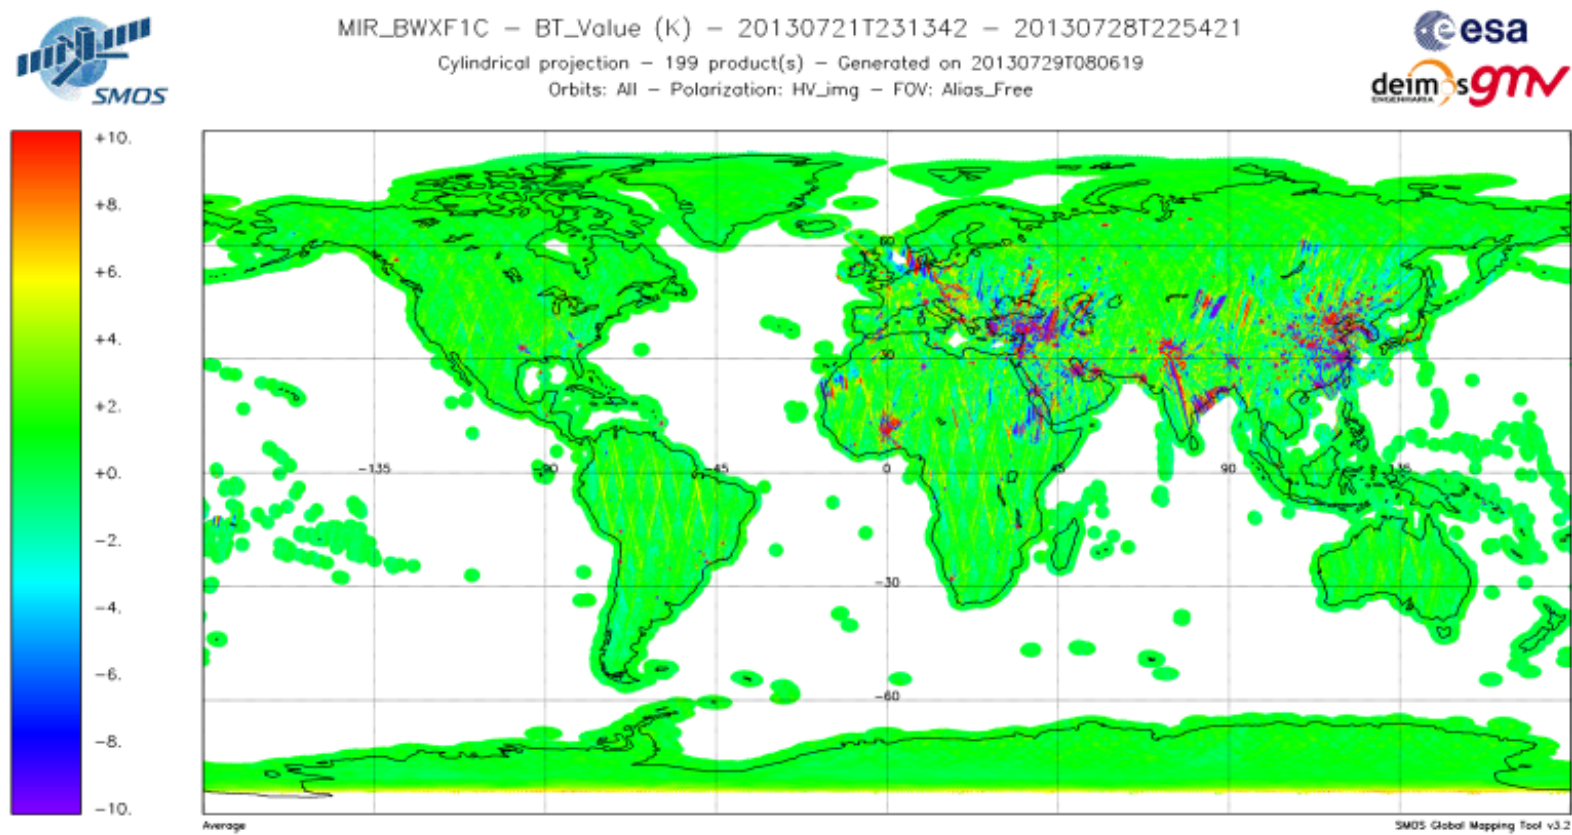 MIR_BWXF1C – BT_Value (K) – 20130721T231342 – 20130728T225421
Cylindrical projection – 199 product(s) – Generated on 20130729T080619
Orbits: All – Polarization: HV_img – FOV: Alias_Free
SMOS
esa
deimos
ENGENHARIA
gmv
+10.
+8.
+6.
+4.
+2.
+0.
–2.
–4.
–6.
–8.
–10.
60
30
–135
–90
–45
0
45
90
135
–30
–60
Average
SMOS Global Mapping Tool v3.2